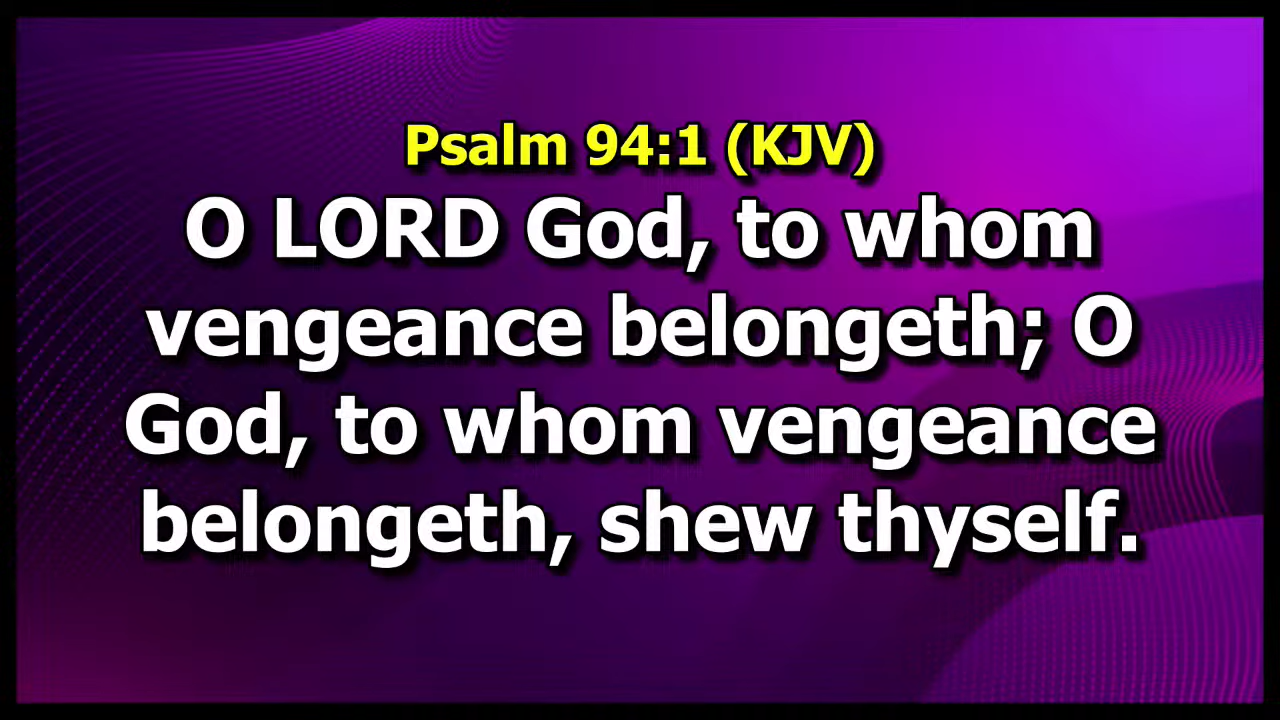 Psalm 94:1 (KJV)
O LORD God, to whom
vengeance belongeth; O
God, to whom vengeance
belongeth, shew thyself.